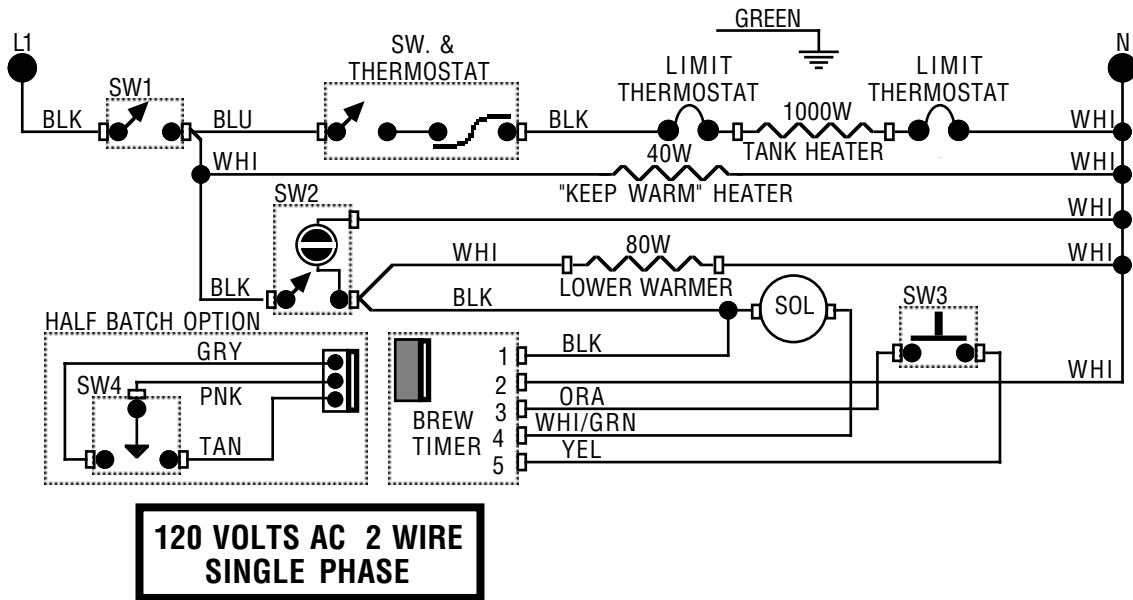 GREEN
L1
SW. &
THERMOSTAT
N
SW1
LIMIT
THERMOSTAT
LIMIT
THERMOSTAT
BLK
BLU
BLK
1000W
WHI
TANK HEATER
WHI
40W
WHI
"KEEP WARM" HEATER
SW2
WHI
WHI
80W
WHI
BLK
LOWER WARMER
BLK
SOL
SW3
HALF BATCH OPTION
GRY
SW4
PNK
TAN
BREW
TIMER
1
BLK
2
WHI
3
ORA
4
WHI/GRN
5
YEL
120 VOLTS AC 2 WIRE
SINGLE PHASE